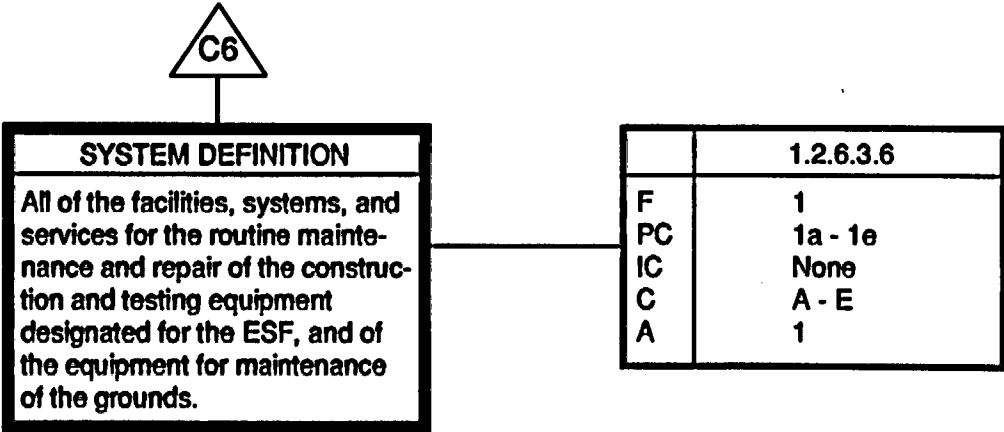 C6
SYSTEM DEFINITION
All of the facilities, systems, and
services for the routine mainte-
nance and repair of the construc-
tion and testing equipment
designated for the ESF, and of
the equipment for maintenance
of the grounds.
1.2.6.3.6
F 1
PC 1a - 1e
IC None
C A - E
A 1